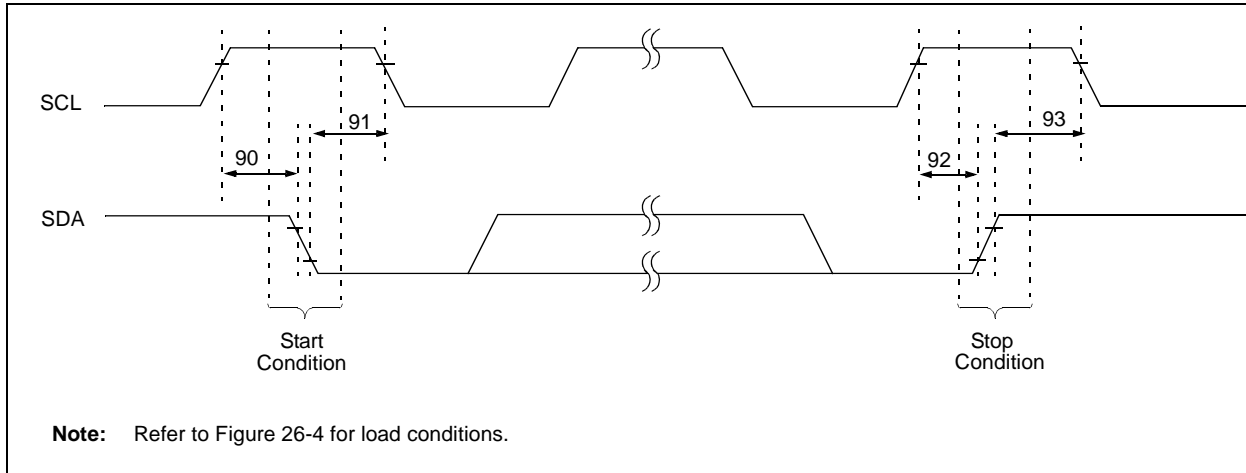 SCL
91
93
90
92
SDA
Start
Condition
Stop
Condition
Note: Refer to Figure 26-4 for load conditions.